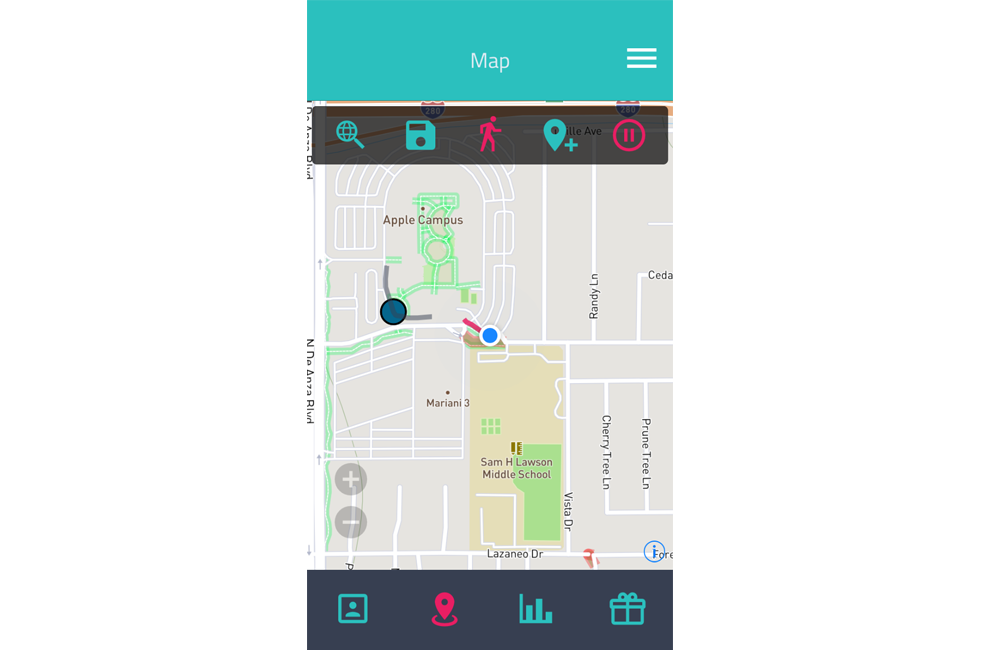 Map
280
280
ville Ave
N De Anza Blvd
Apple Campus
Randy Ln
Ceda
N De Anza Blvd
Mariani 3
Cherry Tree Ln
Prune Tree Ln
Sam H Lawson
Middle School
Vista Dr
Lazaneo Dr
Fore